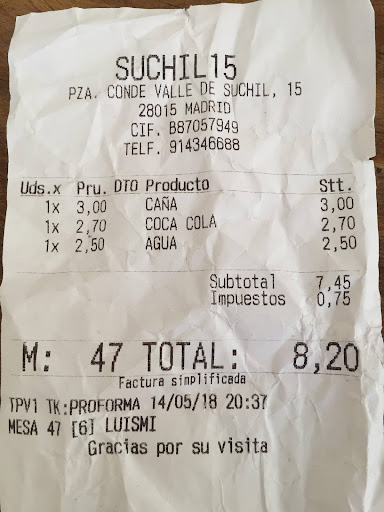 SUCHIL15
PZA. CONDE VALLE DE SUCHIL, 15
28015 MADRID
CIF. B87057949
TELF. 914346688
Uds.x Pru. DTO Producto Stt.
1x 3,00 CAÑA 3,00
1x 2,70 COCA COLA 2,70
1x 2,50 AGUA 2,50
Subtotal 7,45
Impuestos 0,75
M: 47 TOTAL: 8,20
Factura simplificada
TPV1 TK:PROFORMA 14/05/18 20:37
MESA 47 [6] LUISMI
Gracias por su visita